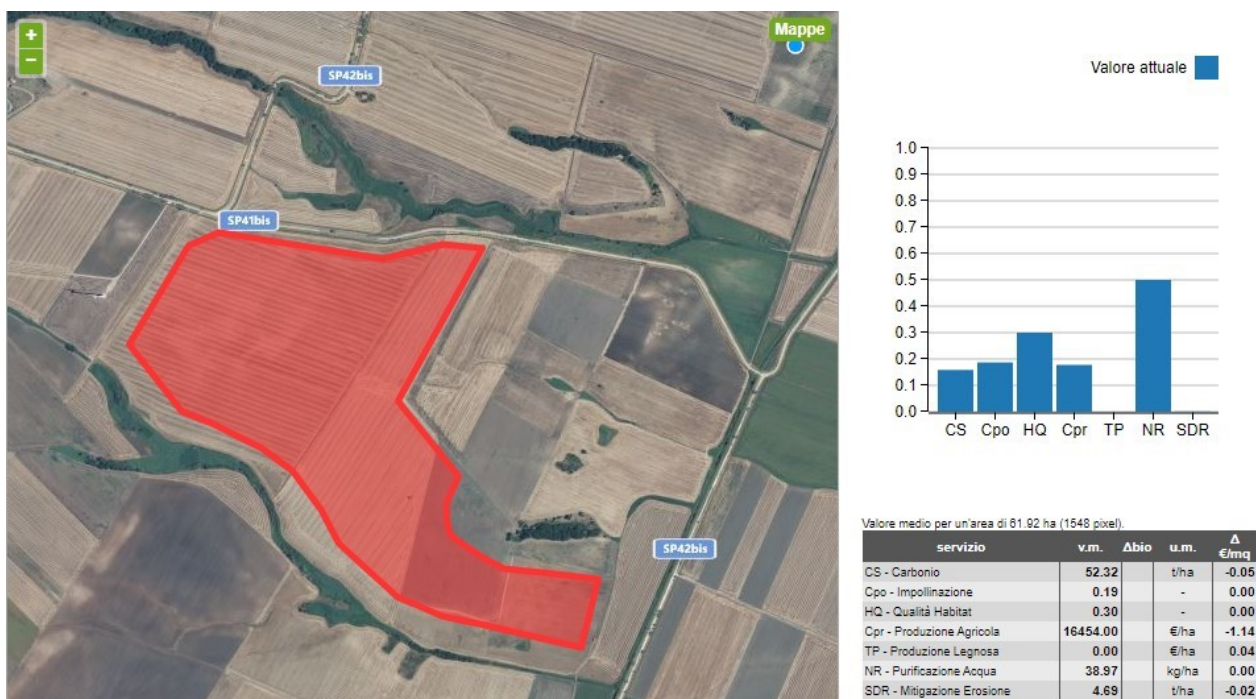 +
−
Mappe
SP42bis
SP41bis
SP42bis
Valore attuale
1.0
0.9
0.8
0.7
0.6
0.5
0.4
0.3
0.2
0.1
0.0
CS Cpo HQ Cpr TP NR SDR
Valore medio per un'area di 61.92 ha (1548 pixel).
servizio v.m. Δbio u.m. Δ €/mq
CS - Carbonio 52.32 t/ha -0.05
Cpo - Impollinazione 0.19 - 0.00
HQ - Qualità Habitat 0.30 - 0.00
Cpr - Produzione Agricola 16454.00 €/ha -1.14
TP - Produzione Legnosa 0.00 €/ha 0.04
NR - Purificazione Acqua 38.97 kg/ha 0.00
SDR - Mitigazione Erosione 4.69 t/ha -0.02